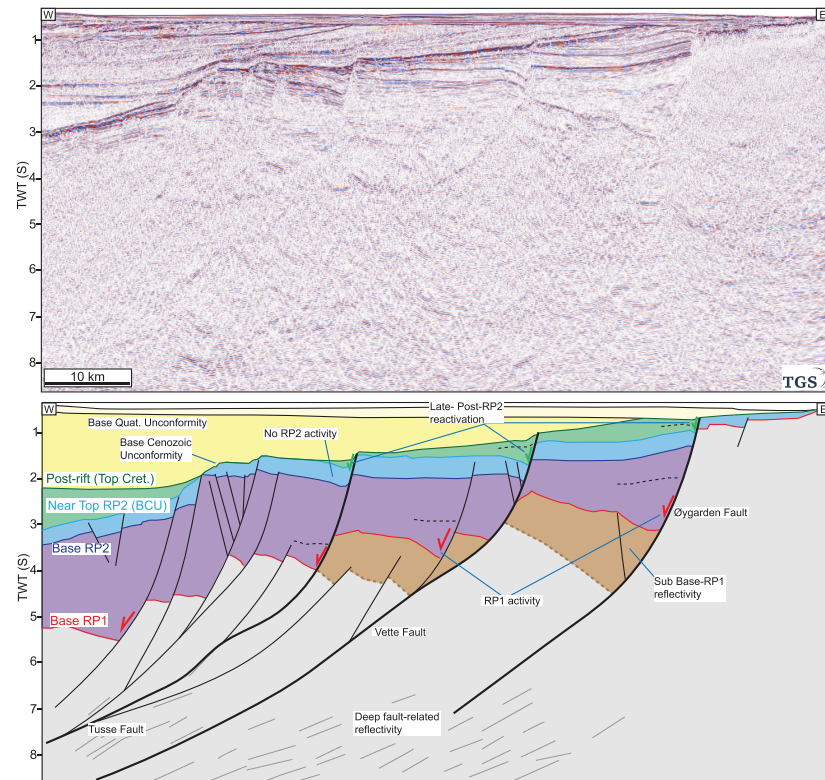 W
E
1
2
3
4
5
6
7
8
TWT (S)
10 km
TGS
W
E
Base Quat. Unconformity
Late- Post-RP2
reactivation
No RP2 activity
Base Cenozoic
Unconformity
1
2
3
4
5
6
7
8
TWT (S)
Post-rift (Top Cret.)
Near Top RP2 (BCU)
Base RP2
Base RP1
Øygarden Fault
Sub Base-RP1
reflectivity
RP1 activity
Vette Fault
Tusse Fault
Deep fault-related
reflectivity